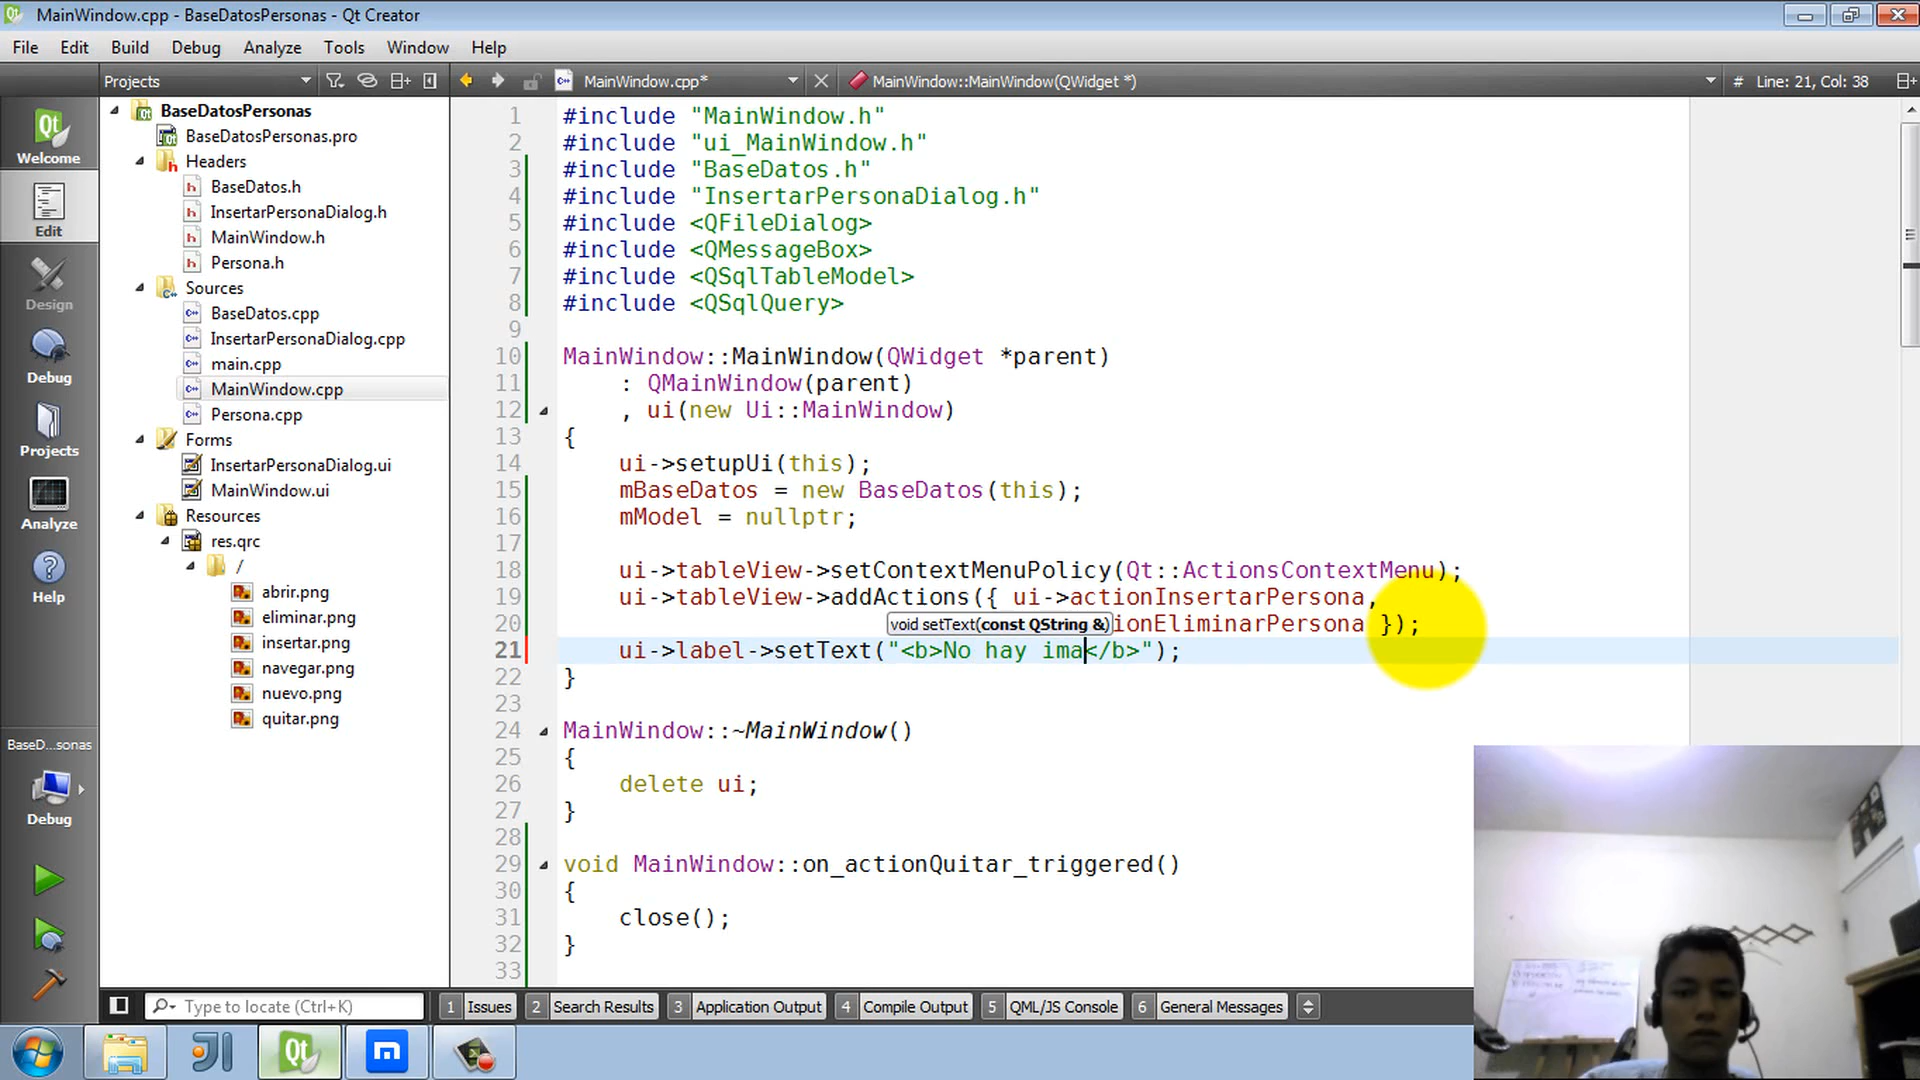 MainWindow.cpp - BaseDatosPersonas - Qt Creator
File Edit Build Debug Analyze Tools Window Help
Projects MainWindow.cpp* MainWindow::MainWindow(QWidget *) # Line: 21, Col: 38
Welcome
Edit
Design
Debug
Projects
Analyze
Help
BaseD...sonas
Debug
BaseDatosPersonas
BaseDatosPersonas.pro
Headers
BaseDatos.h
InsertarPersonaDialog.h
MainWindow.h
Persona.h
Sources
BaseDatos.cpp
InsertarPersonaDialog.cpp
main.cpp
MainWindow.cpp
Persona.cpp
Forms
InsertarPersonaDialog.ui
MainWindow.ui
Resources
res.qrc
/
abrir.png
eliminar.png
insertar.png
navegar.png
nuevo.png
quitar.png
1 #include "MainWindow.h"
2 #include "ui_MainWindow.h"
3 #include "BaseDatos.h"
4 #include "InsertarPersonaDialog.h"
5 #include <QFileDialog>
6 #include <QMessageBox>
7 #include <QSqlTableModel>
8 #include <QSqlQuery>
9
10 MainWindow::MainWindow(QWidget *parent)
11 : QMainWindow(parent)
12 , ui(new Ui::MainWindow)
13 {
14 ui->setupUi(this);
15 mBaseDatos = new BaseDatos(this);
16 mModel = nullptr;
17
18 ui->tableView->setContextMenuPolicy(Qt::ActionsContextMenu);
19 ui->tableView->addActions({ ui->actionInsertarPersona,
20 void setText(const QString &) ionEliminarPersona });
21 ui->label->setText("<b>No hay ima</b>");
22 }
23
24 MainWindow::~MainWindow()
25 {
26 delete ui;
27 }
28
29 void MainWindow::on_actionQuitar_triggered()
30 {
31 close();
32 }
33
Type to locate (Ctrl+K) 1 Issues 2 Search Results 3 Application Output 4 Compile Output 5 QML/JS Console 6 General Messages